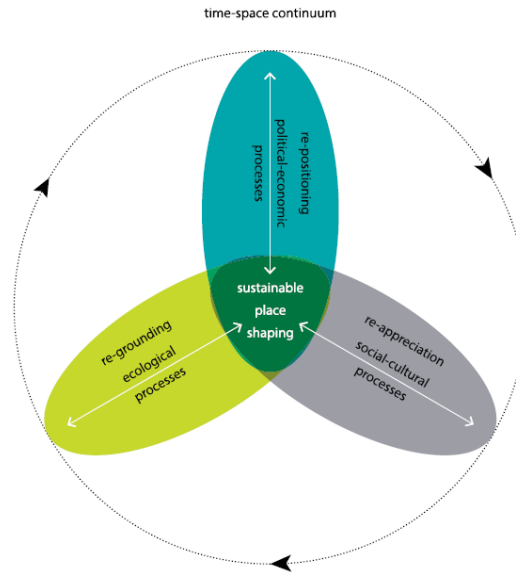 time-space continuum
re-positioning
political-economic
processes
sustainable
place
shaping
re-grounding
ecological
processes
re-appreciation
social-cultural
processes